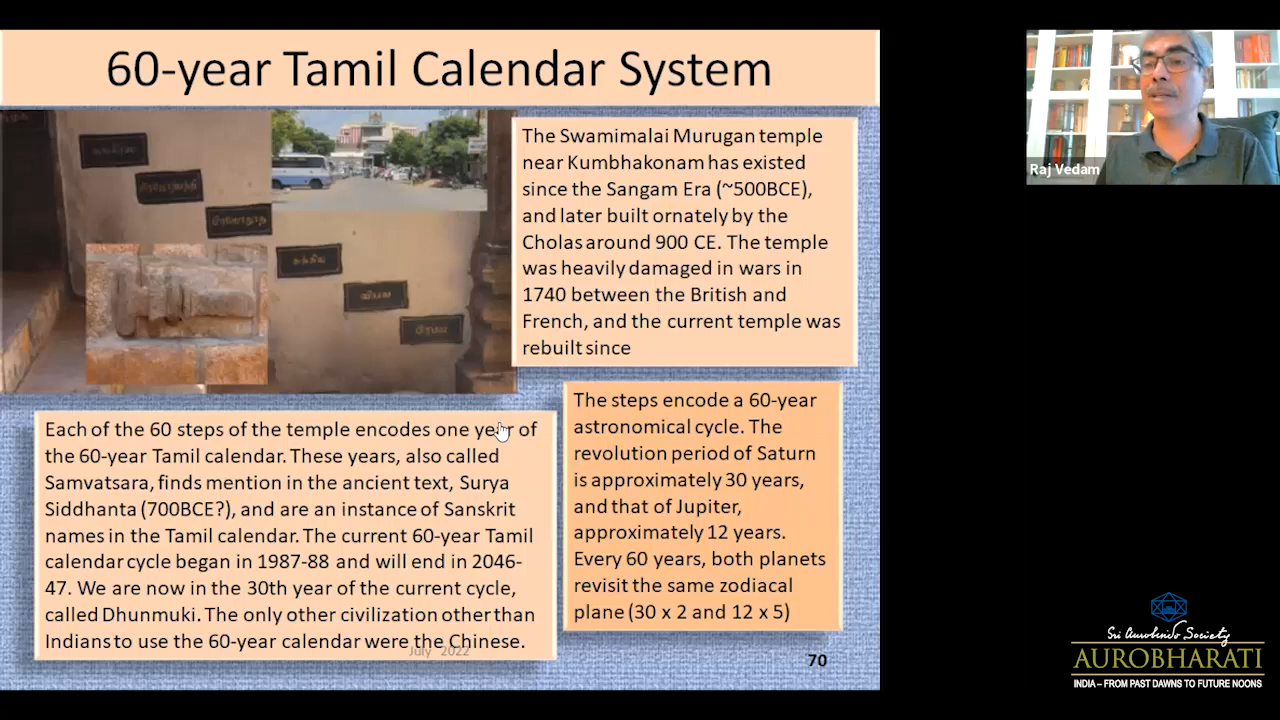 60-year Tamil Calendar System
The Swamimalai Murugan temple
near Kumbhakonam has existed
since the Sangam Era (~500BCE),
and later built ornately by the
Cholas around 900 CE. The temple
was heavily damaged in wars in
1740 between the British and
French, and the current temple was
rebuilt since
Each of the 60 steps of the temple encodes one year of
the 60-year Tamil calendar. These years, also called
Samvatsara, finds mention in the ancient text, Surya
Siddhanta (700BCE?), and are an instance of Sanskrit
names in the Tamil calendar. The current 60-year Tamil
calendar cycle began in 1987-88 and will end in 2046-
47. We are now in the 30th year of the current cycle,
called Dhunmuki. The only other civilization other than
Indians to use the 60-year calendar were the Chinese.
The steps encode a 60-year
astronomical cycle. The
revolution period of Saturn
is approximately 30 years,
and that of Jupiter,
approximately 12 years.
Every 60 years, both planets
revisit the same zodiacal
plane (30 x 2 and 12 x 5)
July 2022
70
Raj Vedam
Sri Aurobindo Society
AUROBHARATI
INDIA – FROM PAST DAWNS TO FUTURE NOONS